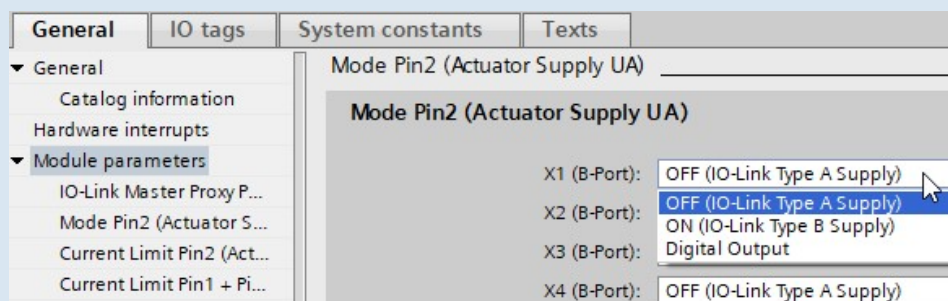 General IO tags System constants Texts
General
Catalog information
Hardware interrupts
Module parameters
IO-Link Master Proxy P...
Mode Pin2 (Actuator S...
Current Limit Pin2 (Act...
Current Limit Pin1 + Pi...
Mode Pin2 (Actuator Supply UA)
Mode Pin2 (Actuator Supply UA)
X1 (B-Port): OFF (IO-Link Type A Supply)
OFF (IO-Link Type A Supply)
X2 (B-Port): ON (IO-Link Type B Supply)
X3 (B-Port): Digital Output
X4 (B-Port): OFF (IO-Link Type A Supply)